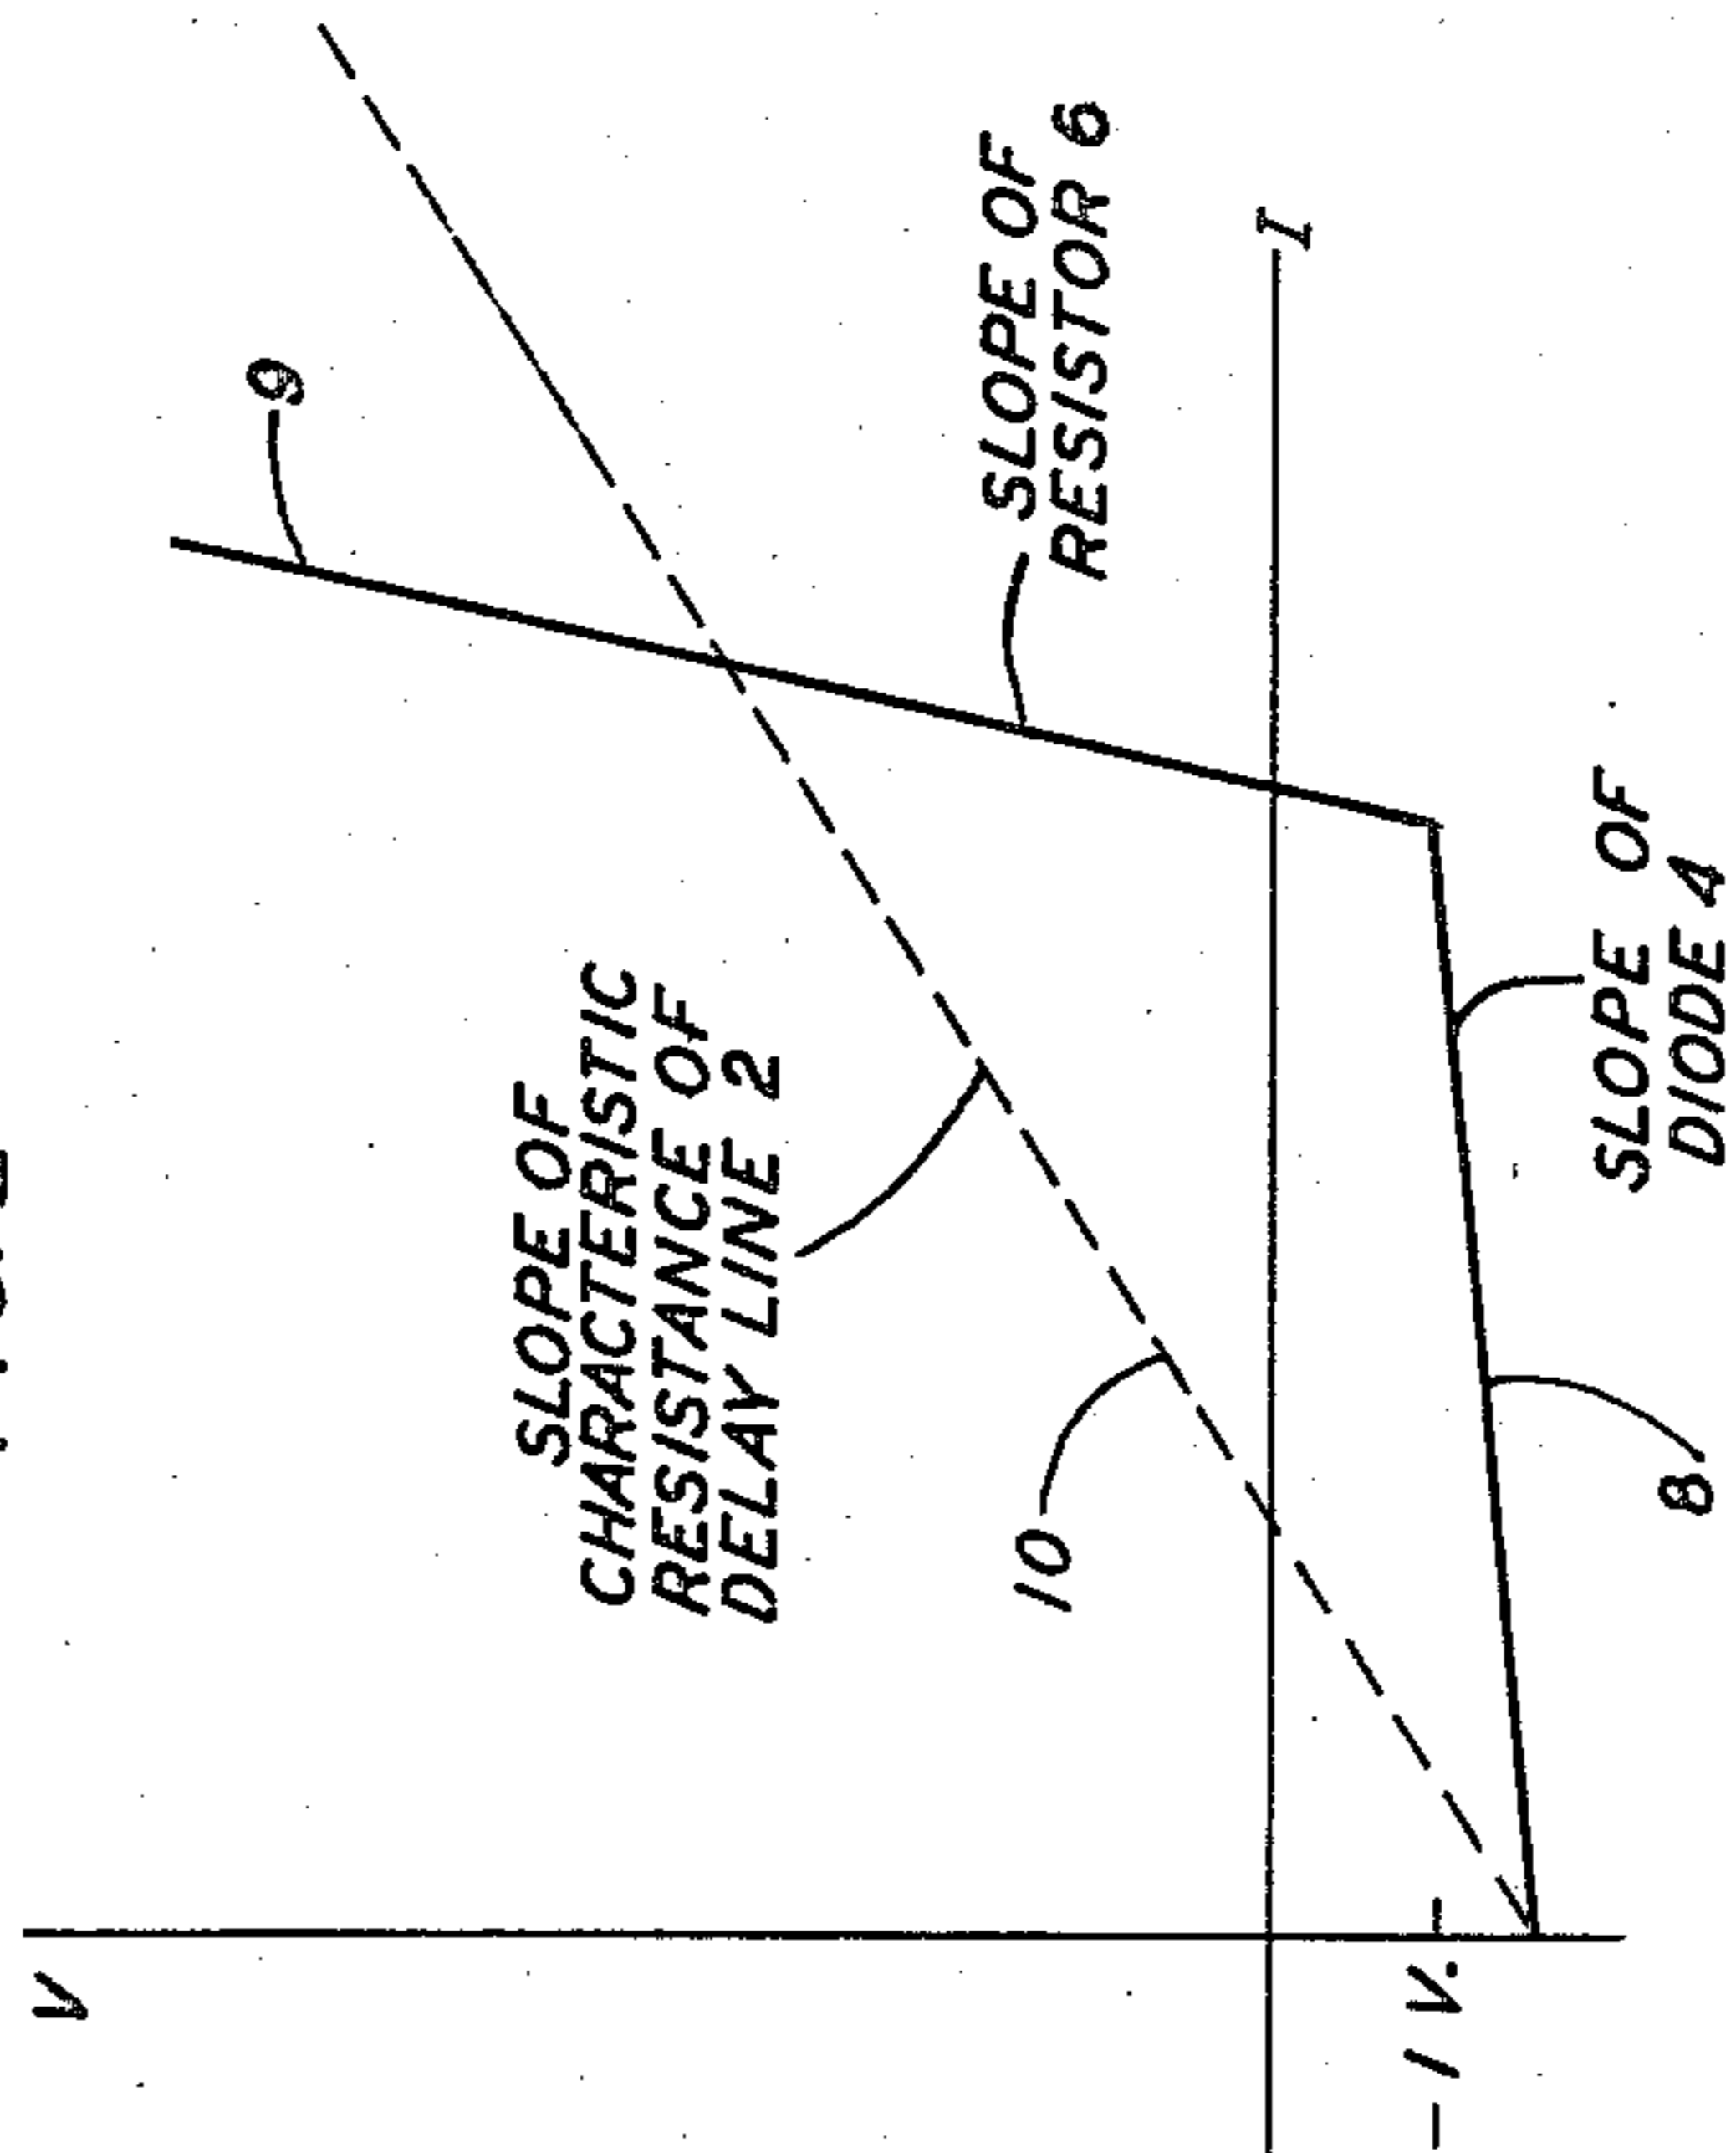 V
9
SLOPE OF
CHARACTERISTIC
RESISTANCE OF
DELAY LINE 2
10
SLOPE OF
RESISTOR 6
I
-1 V.
8
SLOPE OF
DIODE 4